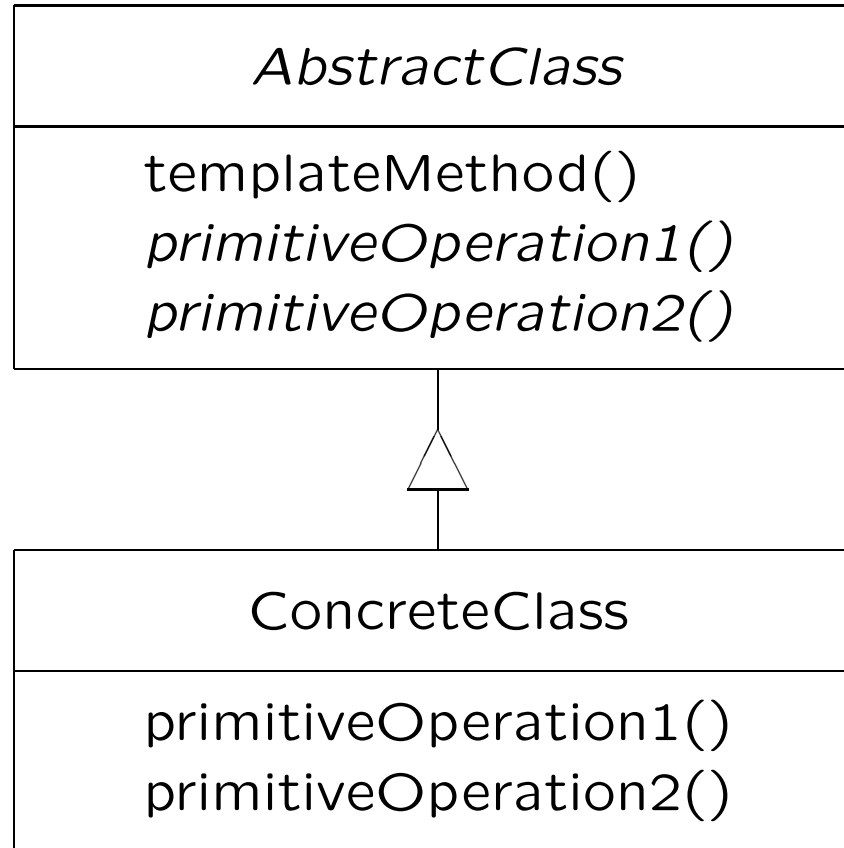 AbstractClass
templateMethod()
primitiveOperation1()
primitiveOperation2()
ConcreteClass
primitiveOperation1()
primitiveOperation2()